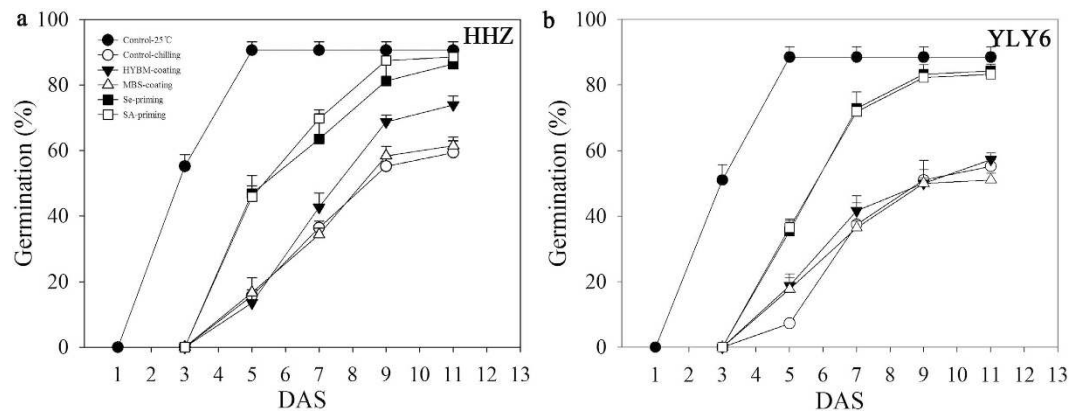 a
HHZ
Control-25℃
Control-chilling
HYBM-coating
MBS-coating
Se-priming
SA-priming
Germination (%)
100
80
60
40
20
0
1 2 3 4 5 6 7 8 9 10 11 12 13
DAS
b
YLY6
Germination (%)
100
80
60
40
20
0
1 2 3 4 5 6 7 8 9 10 11 12 13
DAS